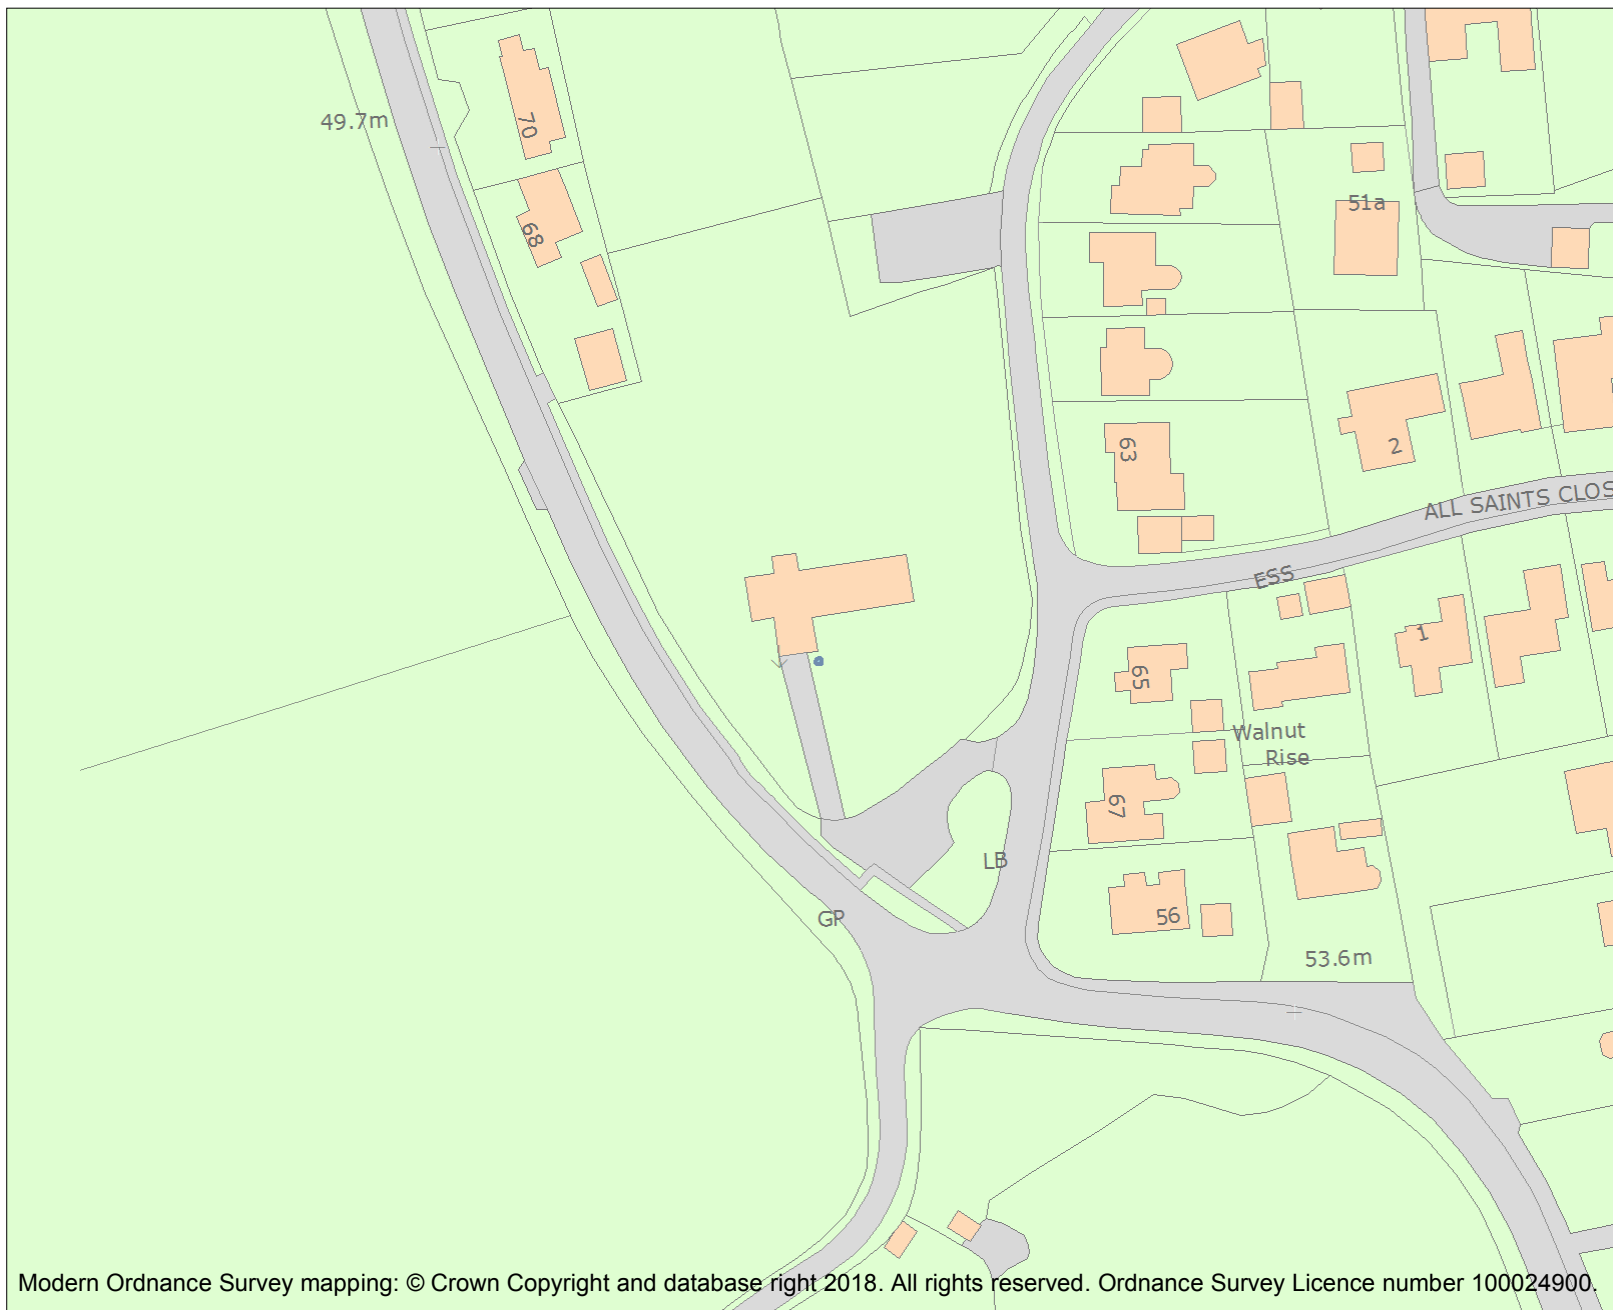 49.7m
70
51a
68
63
2
ALL SAINTS CLOS
ESS
1
65
Walnut
Rise
67
LB
GP
56
53.6m
Modern Ordnance Survey mapping: © Crown Copyright and database right 2018. All rights reserved. Ordnance Survey Licence number 100024900.